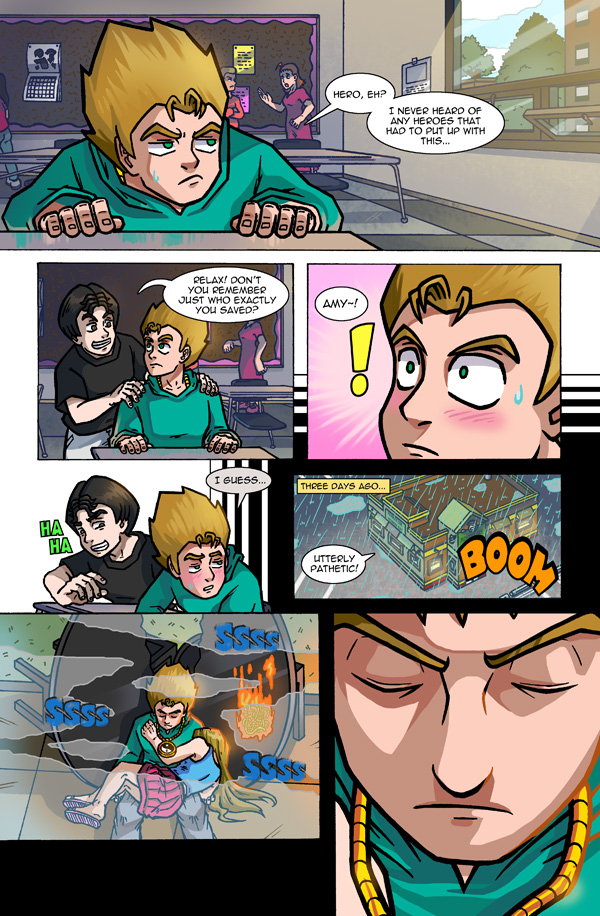 HERO, EH?
I NEVER HEARD OF
ANY HEROES THAT
HAD TO PUT UP WITH
THIS...
RELAX! DON'T
YOU REMEMBER
JUST WHO EXACTLY
YOU SAVED?
AMY~!
!
I GUESS...
HA
HA
THREE DAYS AGO...
UTTERLY
PATHETIC!
BOOM
SSSS
SSSS
SSSS